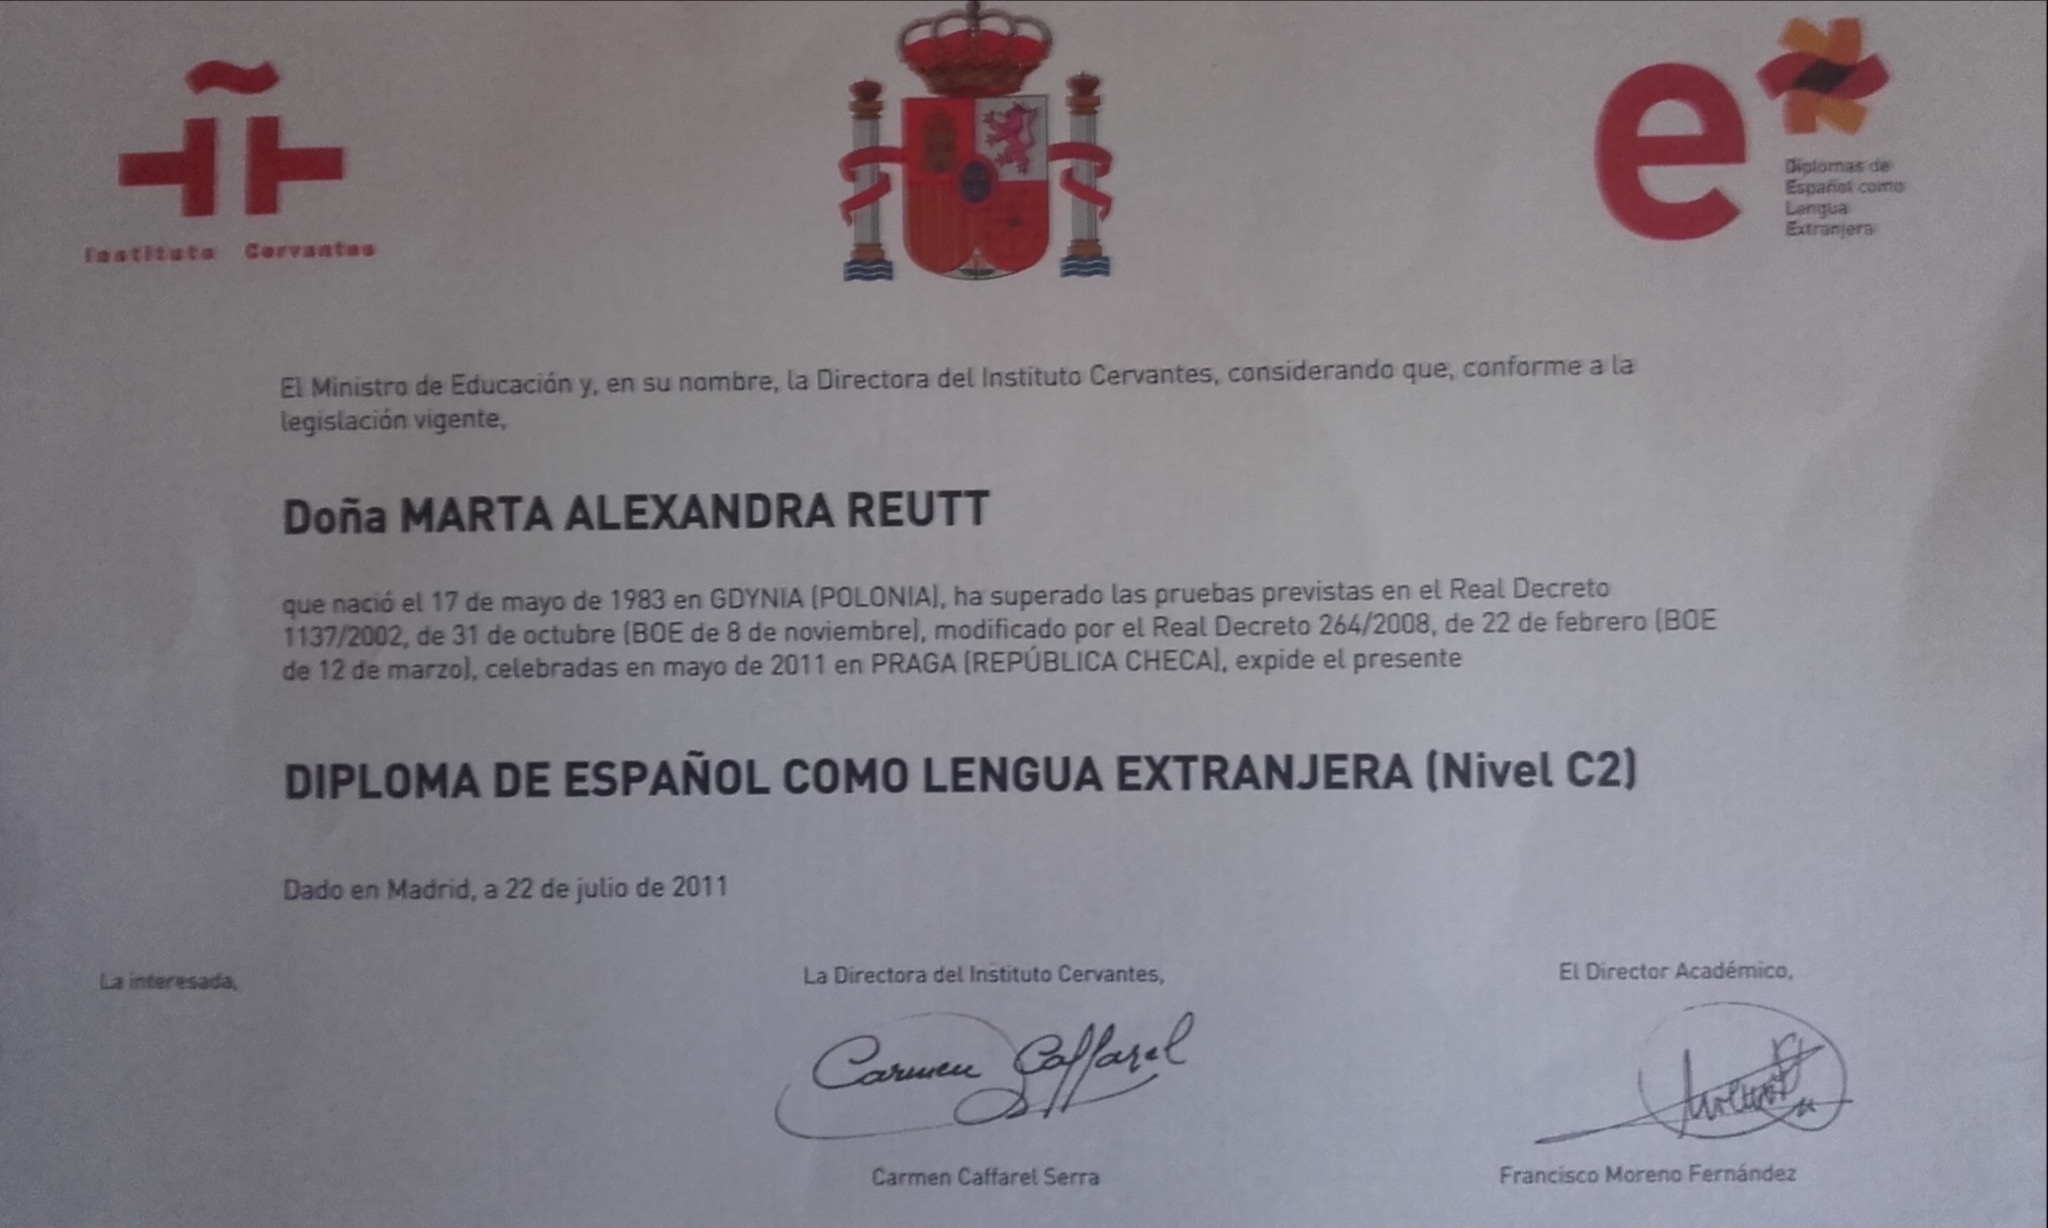 Instituto Cervantes
e
Diplomas de
Español como
Lengua
Extranjera
El Ministro de Educación y, en su nombre, la Directora del Instituto Cervantes, considerando que, conforme a la
legislación vigente,
Doña MARTA ALEXANDRA REUTT
que nació el 17 de mayo de 1983 en GDYNIA (POLONIA), ha superado las pruebas previstas en el Real Decreto
1137/2002, de 31 de octubre (BOE de 8 de noviembre), modificado por el Real Decreto 264/2008, de 22 de febrero (BOE
de 12 de marzo), celebradas en mayo de 2011 en PRAGA (REPÚBLICA CHECA), expide el presente
DIPLOMA DE ESPAÑOL COMO LENGUA EXTRANJERA (Nivel C2)
Dado en Madrid, a 22 de julio de 2011
La interesada,
La Directora del Instituto Cervantes,
El Director Académico,
Carmen Caffarel
Carmen Caffarel Serra
Francisco Moreno Fernández